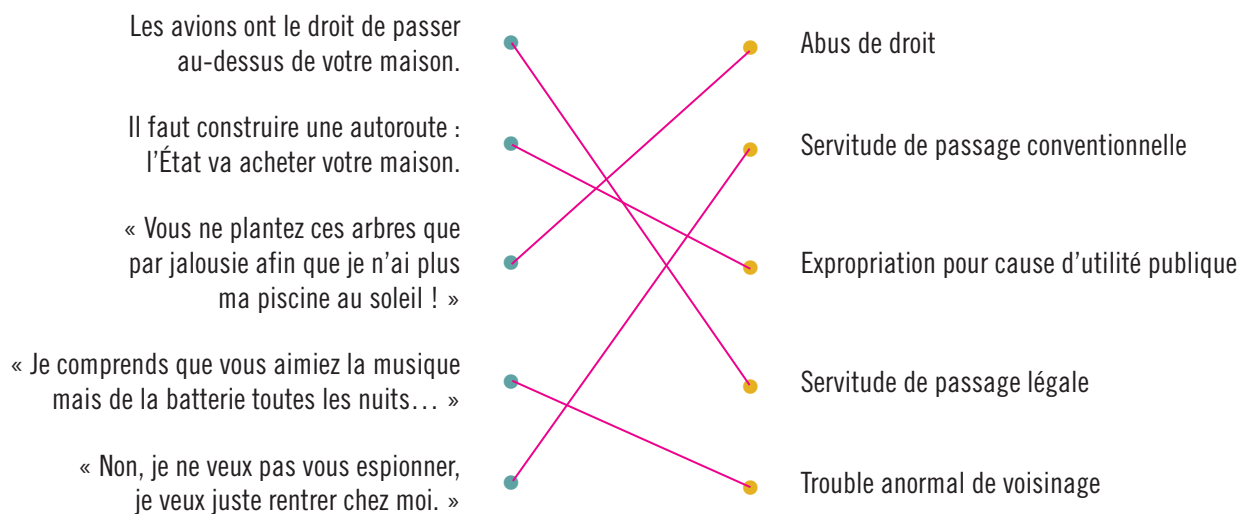 Les avions ont le droit de passer
au-dessus de votre maison.
Il faut construire une autoroute :
l’État va acheter votre maison.
« Vous ne plantez ces arbres que
par jalousie afin que je n’ai plus
ma piscine au soleil ! »
« Je comprends que vous aimiez la musique
mais de la batterie toutes les nuits… »
« Non, je ne veux pas vous espionner,
je veux juste rentrer chez moi. »
Abus de droit
Servitude de passage conventionnelle
Expropriation pour cause d’utilité publique
Servitude de passage légale
Trouble anormal de voisinage